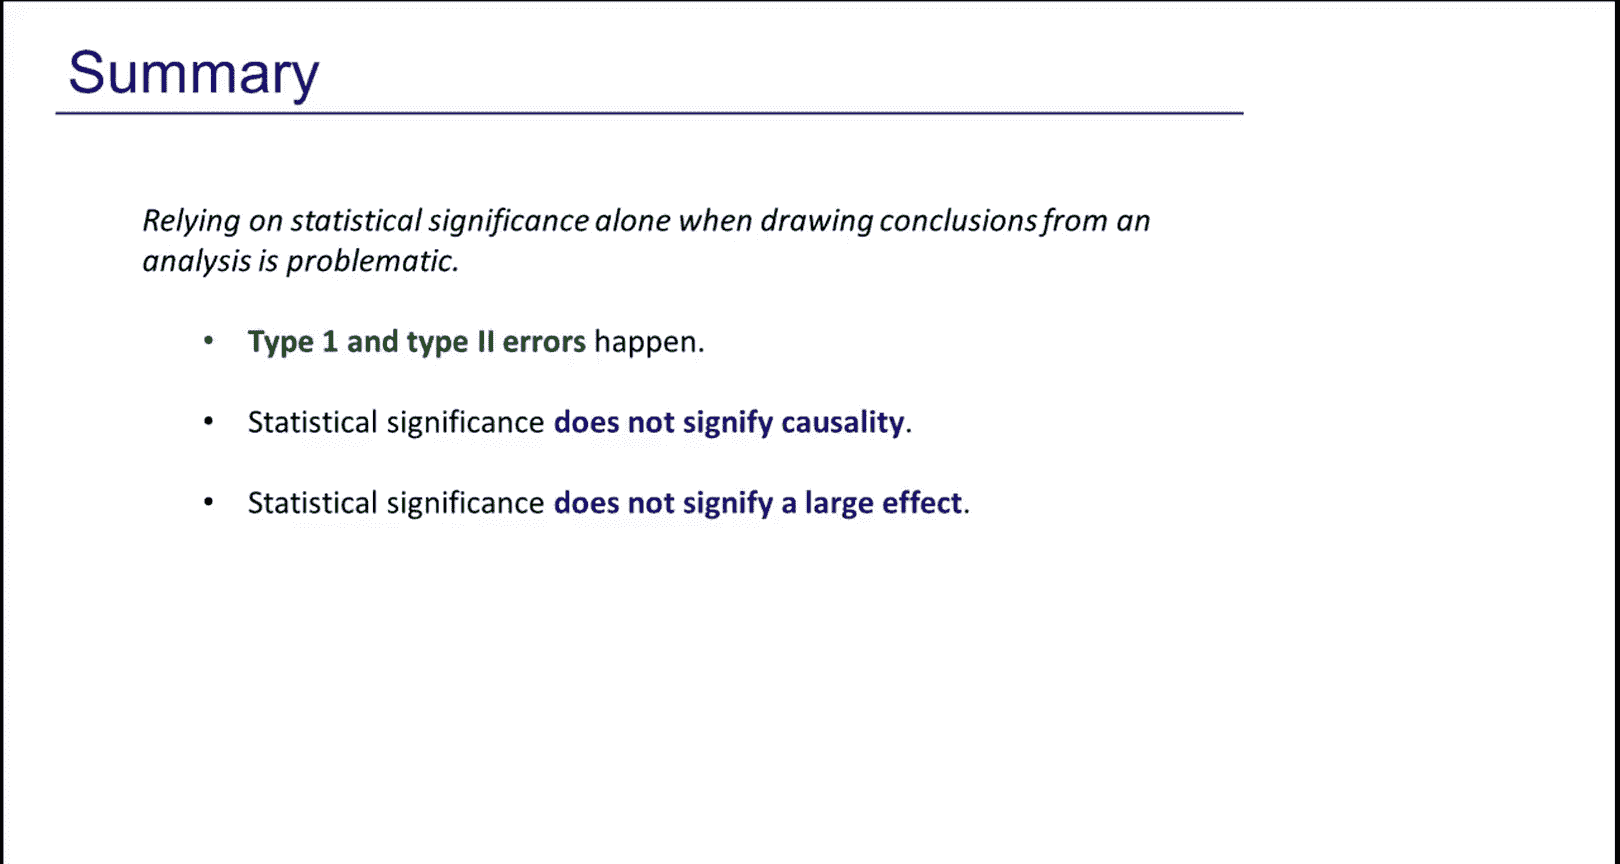 Summary
Relying on statistical significance alone when drawing conclusions from an
analysis is problematic.
• Type 1 and type II errors happen.
• Statistical significance does not signify causality.
• Statistical significance does not signify a large effect.